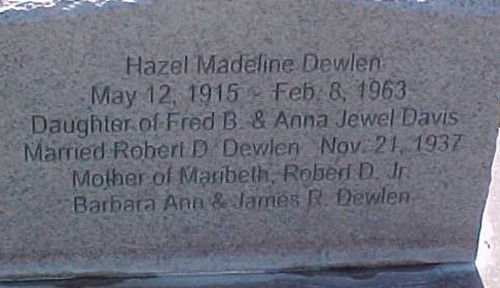 Hazel Madeline Dewlen
May 12, 1915 - Feb. 8, 1963
Daughter of Fred B. & Anna Jewel Davis
Married Robert D. Dewlen Nov. 21, 1937
Mother of Maribeth, Robert D. Jr.
Barbara Ann & James R. Dewlen